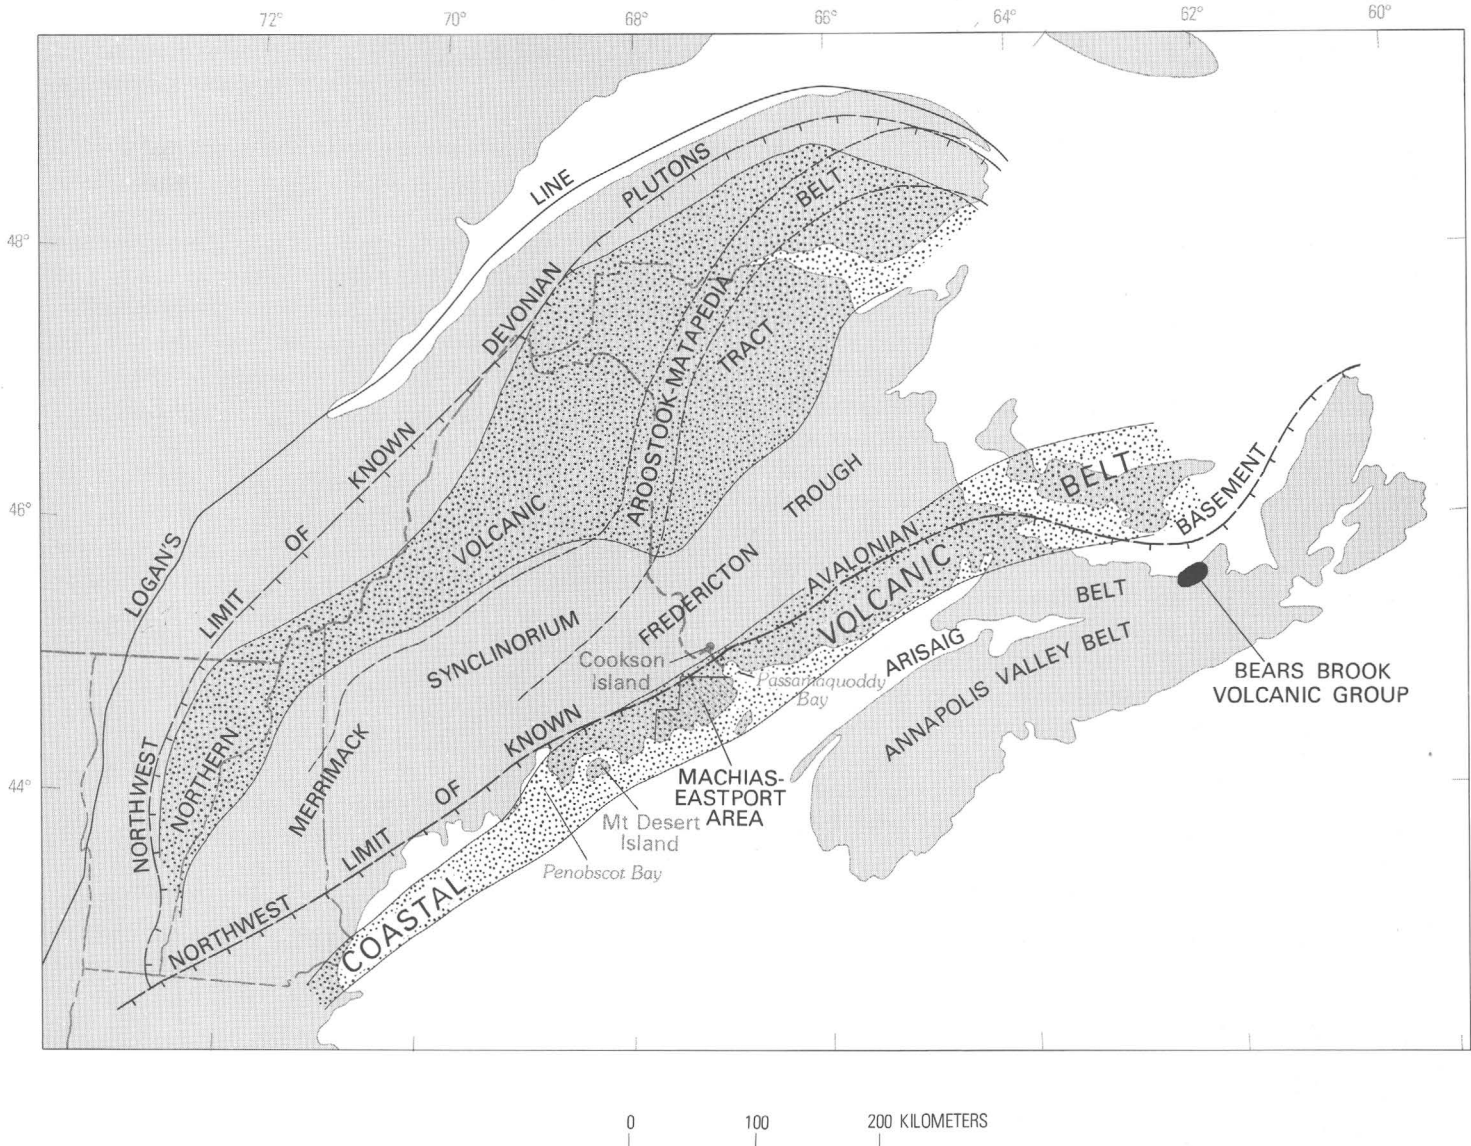 72° 70° 68° 66° 64° 62° 60°
48°
46°
44°
LOGAN'S LINE
NORTHWEST LIMIT OF KNOWN DEVONIAN PLUTONS
NORTHERN VOLCANIC TRACT
AROOSTOOK-MATAPEDIA BELT
MERRIMACK SYNCLINORIUM
FREDERICTON TROUGH
NORTHWEST LIMIT OF KNOWN AVALONIAN BASEMENT
COASTAL VOLCANIC BELT
ARISAIG BELT
ANNAPOLIS VALLEY BELT
Cookson
Island
Passamaquoddy
Bay
BEARS BROOK
VOLCANIC GROUP
MACHIAS-
EASTPORT
AREA
Mt Desert
Island
Penobscot Bay
0 100 200 KILOMETERS